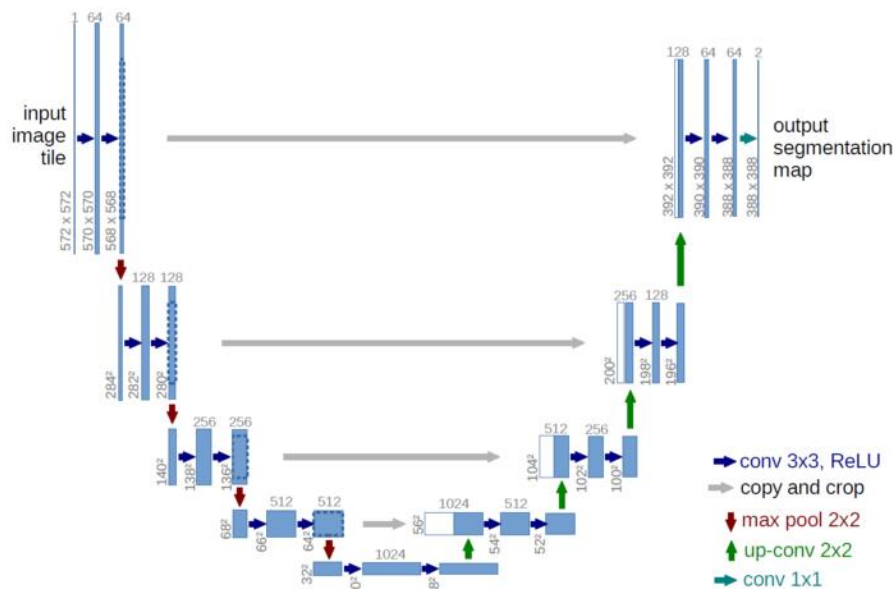 1 64 64
input
image
tile
572 x 572
570 x 570
568 x 568
128 64 64 2
output
segmentation
map
392 x 392
390 x 390
388 x 388
388 x 388
128 128
284²
282²
280²
256 128
200²
198²
196²
256 256
140²
138²
136²
512 256
104²
102²
100²
512 512
68²
66²
64²
1024 512
56²
54²
52²
1024
32²
0²
8²
conv 3x3, ReLU
copy and crop
max pool 2x2
up-conv 2x2
conv 1x1